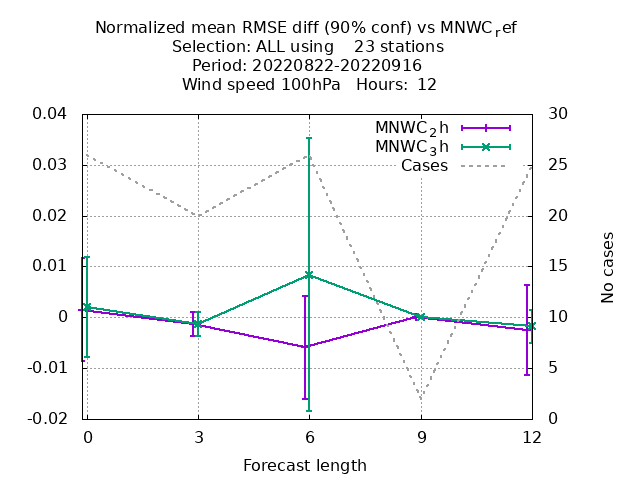 Normalized mean RMSE diff (90% conf) vs MNWC_ref
Selection: ALL using    23 stations
Period: 20220822-20220916
Wind speed 100hPa   Hours: 12
MNWC_2h
MNWC_3h
Cases
0.04
0.03
0.02
0.01
0
-0.01
-0.02
30
25
20
15
10
5
0
No cases
0
3
6
9
12
Forecast length